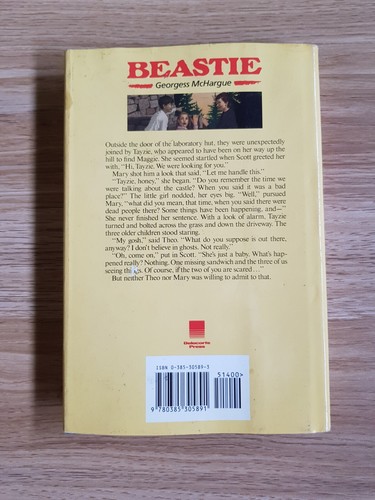 BEASTIE
Georgess McHargue
Outside the door of the laboratory hut, they were unexpectedly
joined by Tayzie, who appeared to have been on her way up the
hill to find Maggie. She seemed startled when Scott greeted her
with, "Hi, Tayzie. We were looking for you."
Mary shot him a look that said, "Let me handle this."
"Tayzie, honey," she began. "Do you remember the time we
were talking about the castle? When you said it was a bad
place?" The little girl nodded, her eyes big. "Well," pursued
Mary, "what did you mean, that time, when you said there were
dead people there? Some things have been happening, and—"
She never finished her sentence. With a look of alarm, Tayzie
turned and bolted across the grass and down the driveway. The
three older children stood staring.
"My gosh," said Theo. "What do you suppose is out there,
anyway? I don't believe in ghosts. Not really."
"Oh, come on," put in Scott. "She's just a baby. What's hap-
pened really? Nothing. One missing sandwich and the three of us
seeing things. Of course, if the two of you are scared . . ."
But neither Theo nor Mary was willing to admit to that.
Delacorte
Press
ISBN 0-385-30589-5
51400>
9 780385 305891